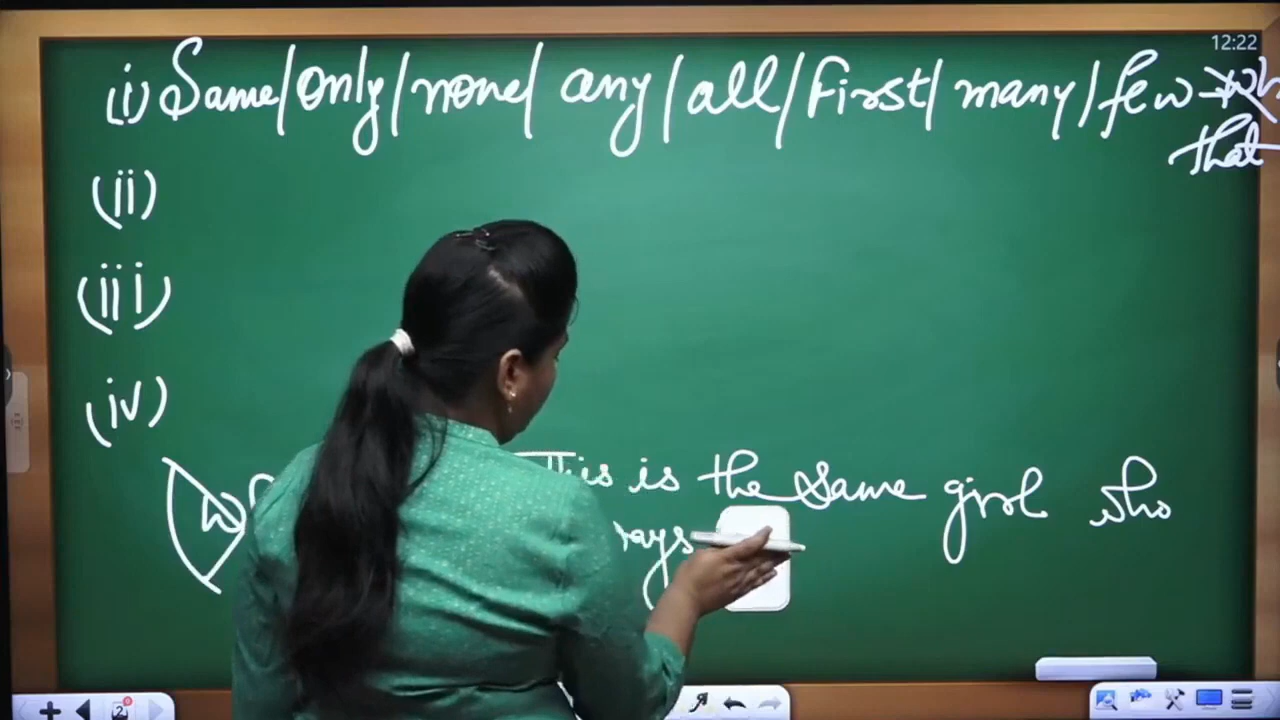 12:22
(i) Same/only/none/any/all/First/many/few→
that
(ii)
(iii)
(iv)
This is the same girl who